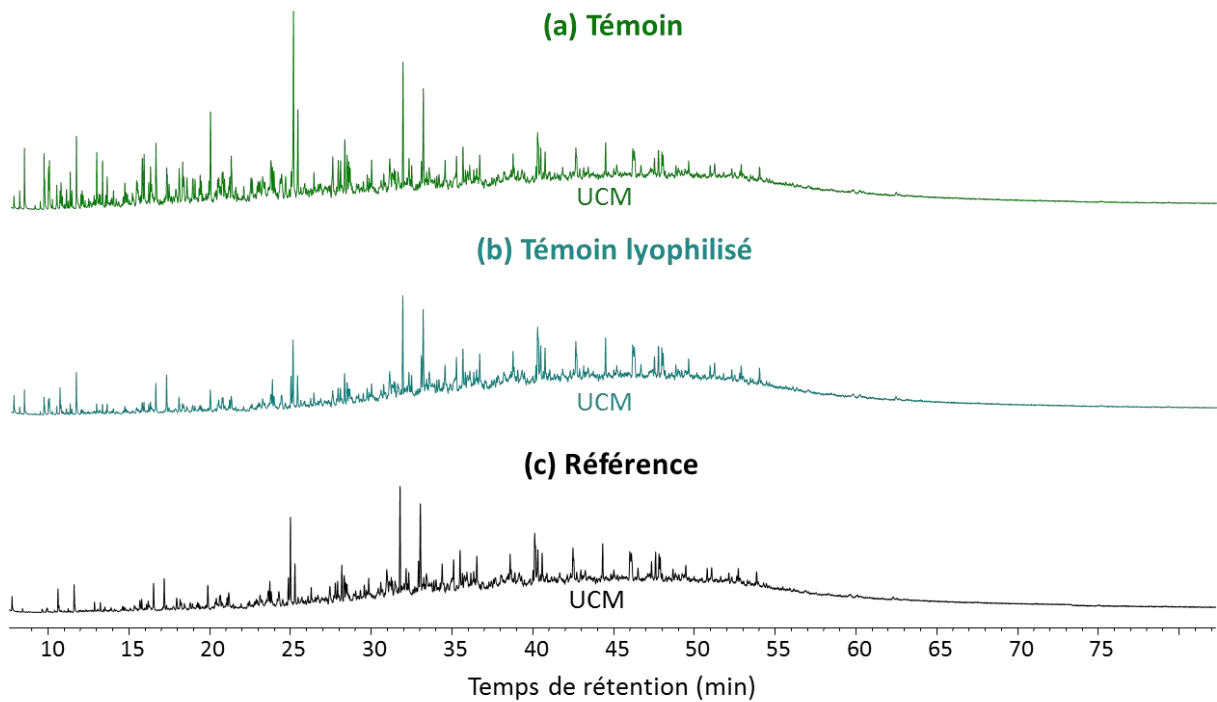 (a) Témoin
UCM
(b) Témoin lyophilisé
UCM
(c) Référence
UCM
10 15 20 25 30 35 40 45 50 55 60 65 70 75
Temps de rétention (min)